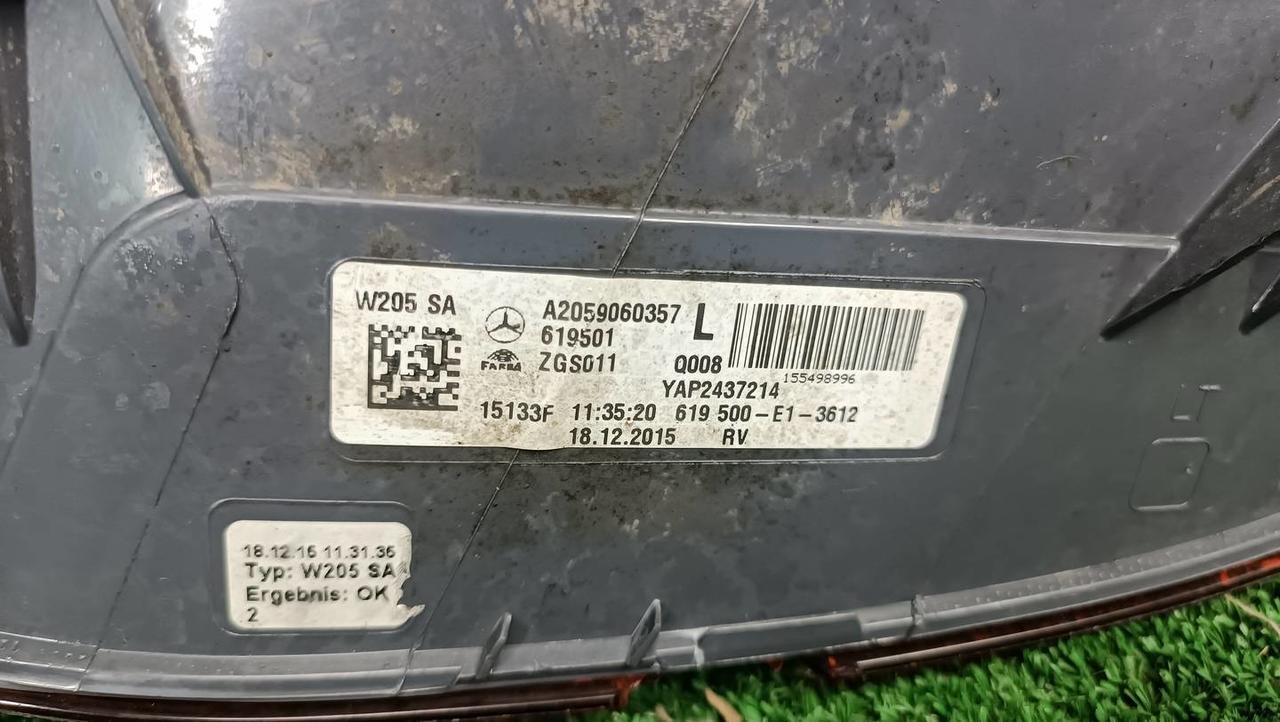 W205 SA
A2059060357 L
619501
FARBA ZGS011 Q008
155498996
YAP2437214
15133F 11:35:20 619 500-E1-3612
18.12.2015 RV
18.12.15 11.31.36
Typ: W205 SA
Ergebnis: OK
2